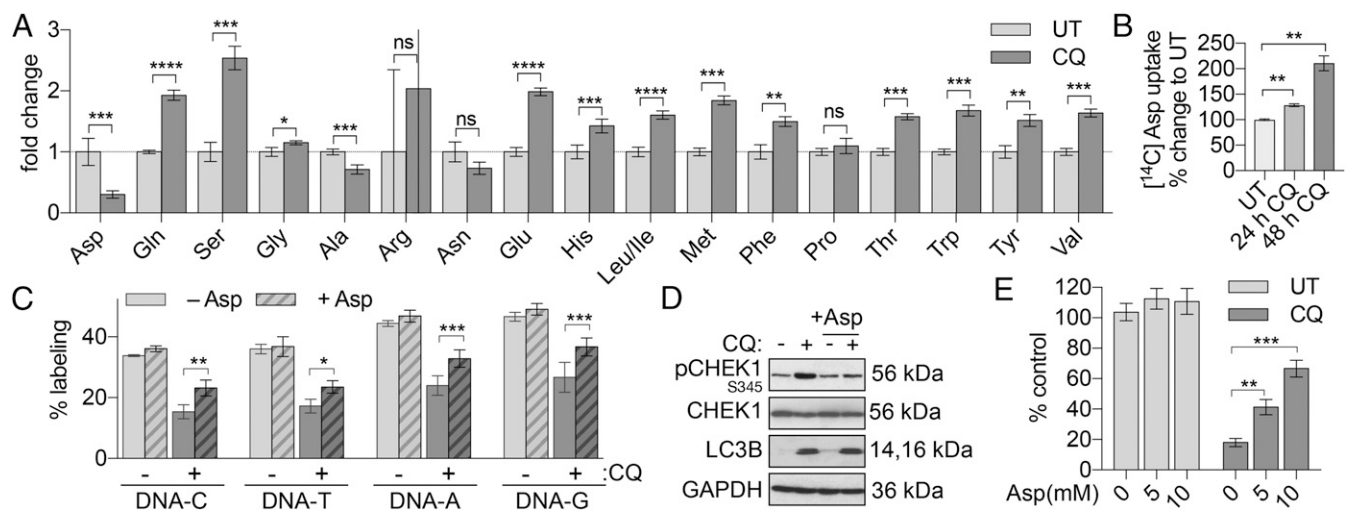 A
fold change
3
2
1
0
*** **** *** * *** ns ns **** *** **** *** ** ns *** *** ** ***
UT
CQ
Asp Gln Ser Gly Ala Arg Asn Glu His Leu/Ile Met Phe Pro Thr Trp Tyr Val
B
[¹⁴C] Asp uptake
% change to UT
250
200
150
100
50
0
**
**
UT
24 h CQ
48 h CQ
C
– Asp
+ Asp
% labeling
40
20
0
** * *** ***
- + - + - + - + :CQ
DNA-C DNA-T DNA-A DNA-G
D
+Asp
CQ: - + - +
pCHEK1 56 kDa
S345
CHEK1 56 kDa
LC3B 14,16 kDa
GAPDH 36 kDa
E
UT
CQ
% control
120
100
80
60
40
20
0
***
**
Asp(mM) 0 5 10 0 5 10